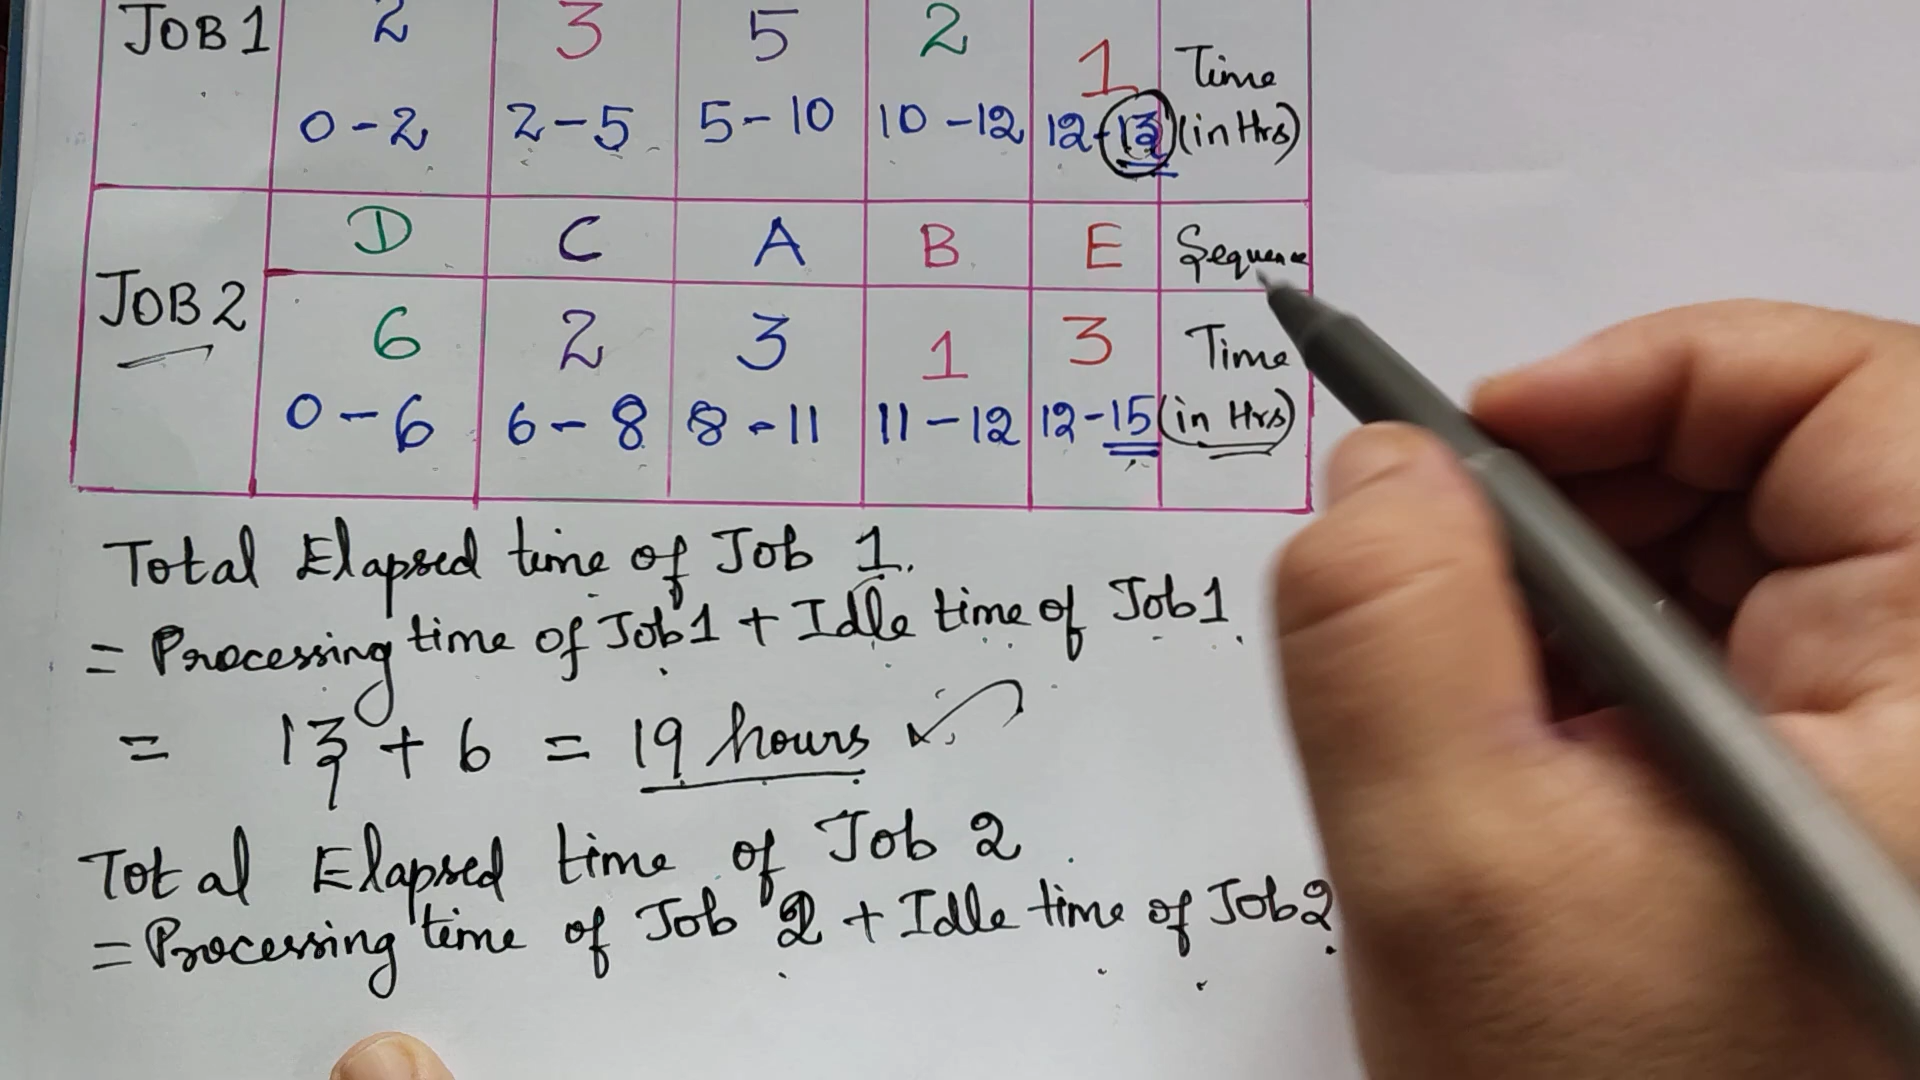 JOB 1 2 3 5 2 1 Time
0-2 2-5 5-10 10-12 12-13 (in Hrs)
D C A B E Sequence
JOB 2 6 2 3 1 3 Time
0-6 6-8 8-11 11-12 12-15 (in Hrs)
Total Elapsed time of Job 1.
= Processing time of Job 1 + Idle time of Job 1.
= 13 + 6 = 19 hours
Total Elapsed time of Job 2
= Processing time of Job 2 + Idle time of Job 2